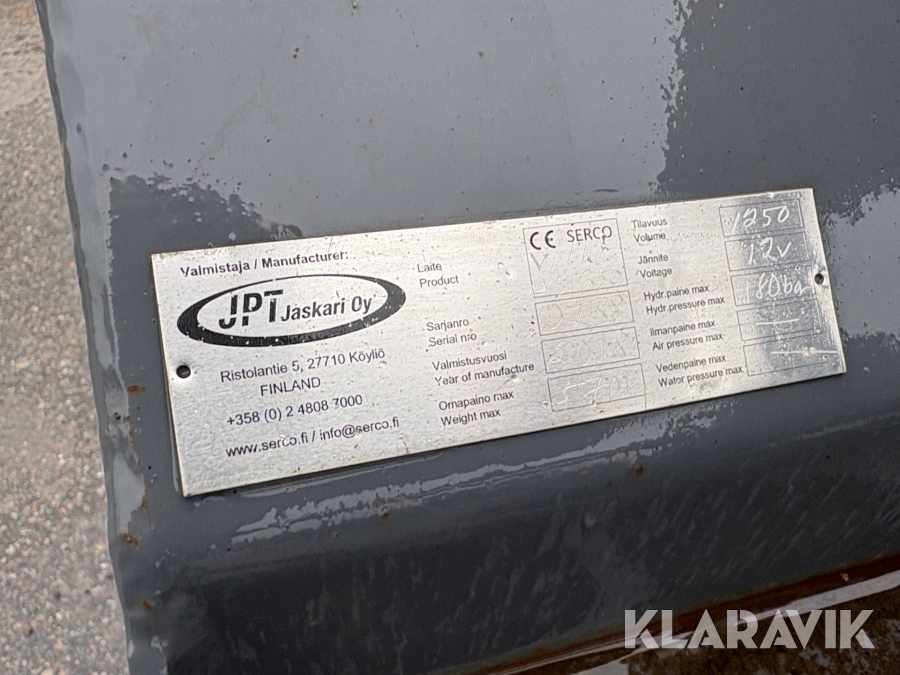 Valmistaja / Manufacturer:
JPT Jaskari Oy
Ristolantie 5, 27710 Köyliö
FINLAND
+358 (0) 2 4808 7000
www.serco.fi / info@serco.fi
Laite
Product
CE SERCO
Sarjanro
Serial n:o
Valmistusvuosi
Year of manufacture
Omapaino max
Weight max
Tilavuus
Volume
1250
Jännite
Voltage
12v
Hydr.paine max
Hydr.pressure max
180ba
Ilmanpaine max
Air pressure max
Vedenpaine max
Wator pressure max
KLARAVIK